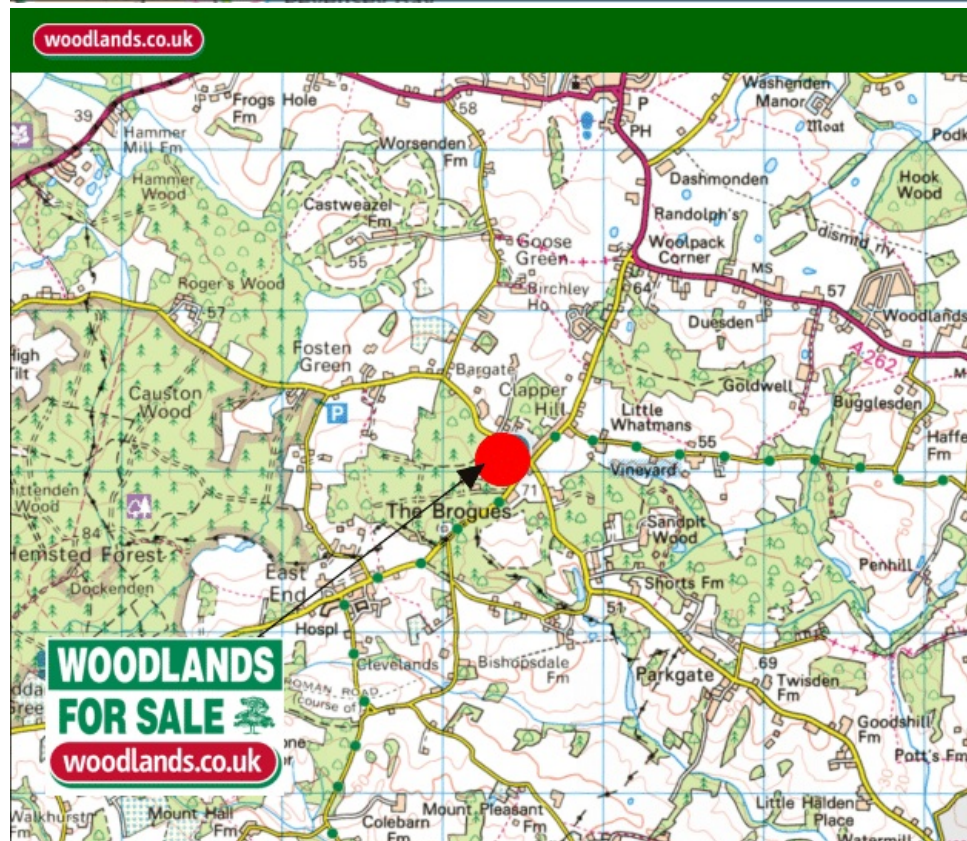 woodlands.co.uk
39
Frogs Hole
Fm
58
P
PH
Washenden
Manor
Moat
Hammer
Mill Fm
Worsenden
Fm
Hammer
Wood
Dashmonden
Hook
Wood
Castweazel
Fm
Randolph's
55
Goose
Green
Woolpack
Corner
dismtd rly
Roger's Wood
Birchley
Ho
64
MS
57
57
Duesden
Woodlands
Fosten
Green
A 262
Bargate
Causton
Wood
Clapper
Hill
Goldwell
Bugglesden
P
Little
Whatmans
55
Haffe
Fm
Vineyard
71
Wood
The Brogues
84
Sandpit
Wood
Hemsted Forest
Dockenden
East
End
Shorts Fm
Penhill
51
Hospl
WOODLANDS
FOR SALE
woodlands.co.uk
Clevelands
Bishopsdale
Fm
Parkgate
69
Twisden
Fm
ROMAN ROAD
(course of)
Goodshill
Fm
Pott's Fm
Mount Hall
Fm
Colebarn
Fm
Mount Pleasant
Fm
Little Halden
Place
Watermill